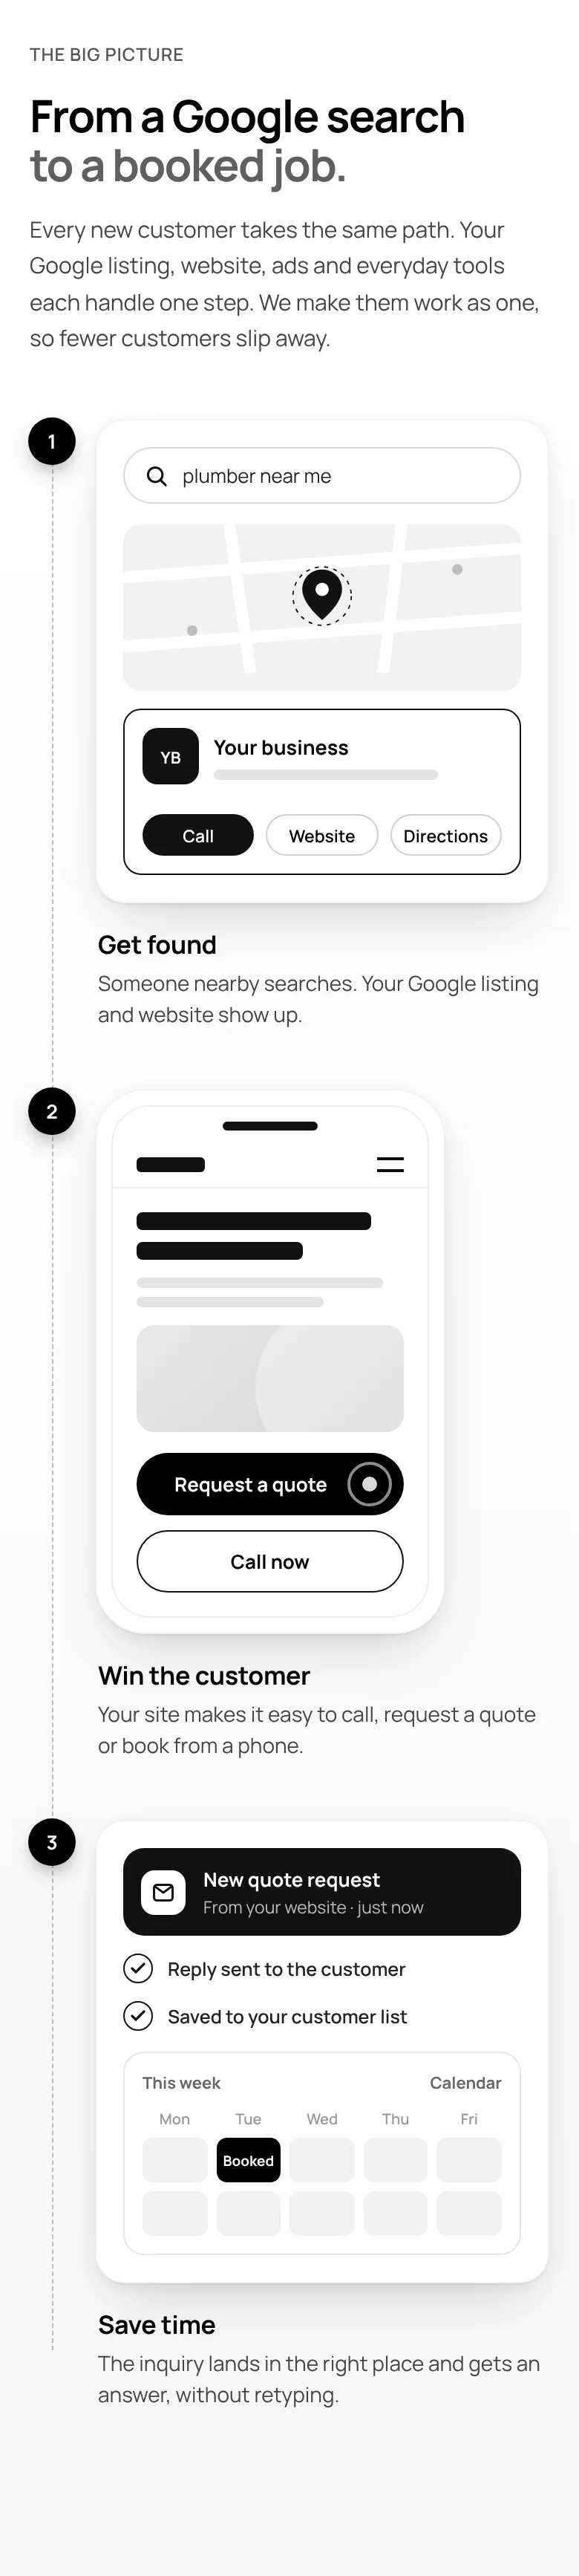 THE BIG PICTURE
From a Google search
to a booked job.
Every new customer takes the same path. Your
Google listing, website, ads and everyday tools
each handle one step. We make them work as one,
so fewer customers slip away.
1
plumber near me
YB
Your business
Call
Website
Directions
Get found
Someone nearby searches. Your Google listing
and website show up.
2
Request a quote
Call now
Win the customer
Your site makes it easy to call, request a quote
or book from a phone.
3
New quote request
From your website · just now
Reply sent to the customer
Saved to your customer list
This week
Calendar
Mon
Tue
Wed
Thu
Fri
Booked
Save time
The inquiry lands in the right place and gets an
answer, without retyping.